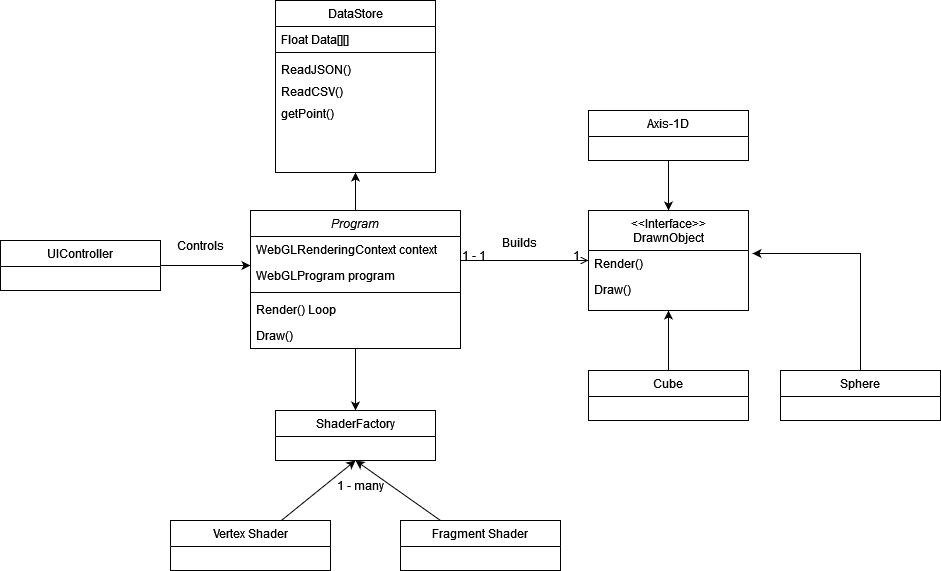 DataStore
Float Data[][]
ReadJSON()
ReadCSV()
getPoint()
Axis-1D
Program
WebGLRenderingContext context
WebGLProgram program
Render() Loop
Draw()
<<Interface>>
DrawnObject
Render()
Draw()
UIController
Controls
Builds
1 - 1
1
Cube
Sphere
ShaderFactory
1 - many
Vertex Shader
Fragment Shader